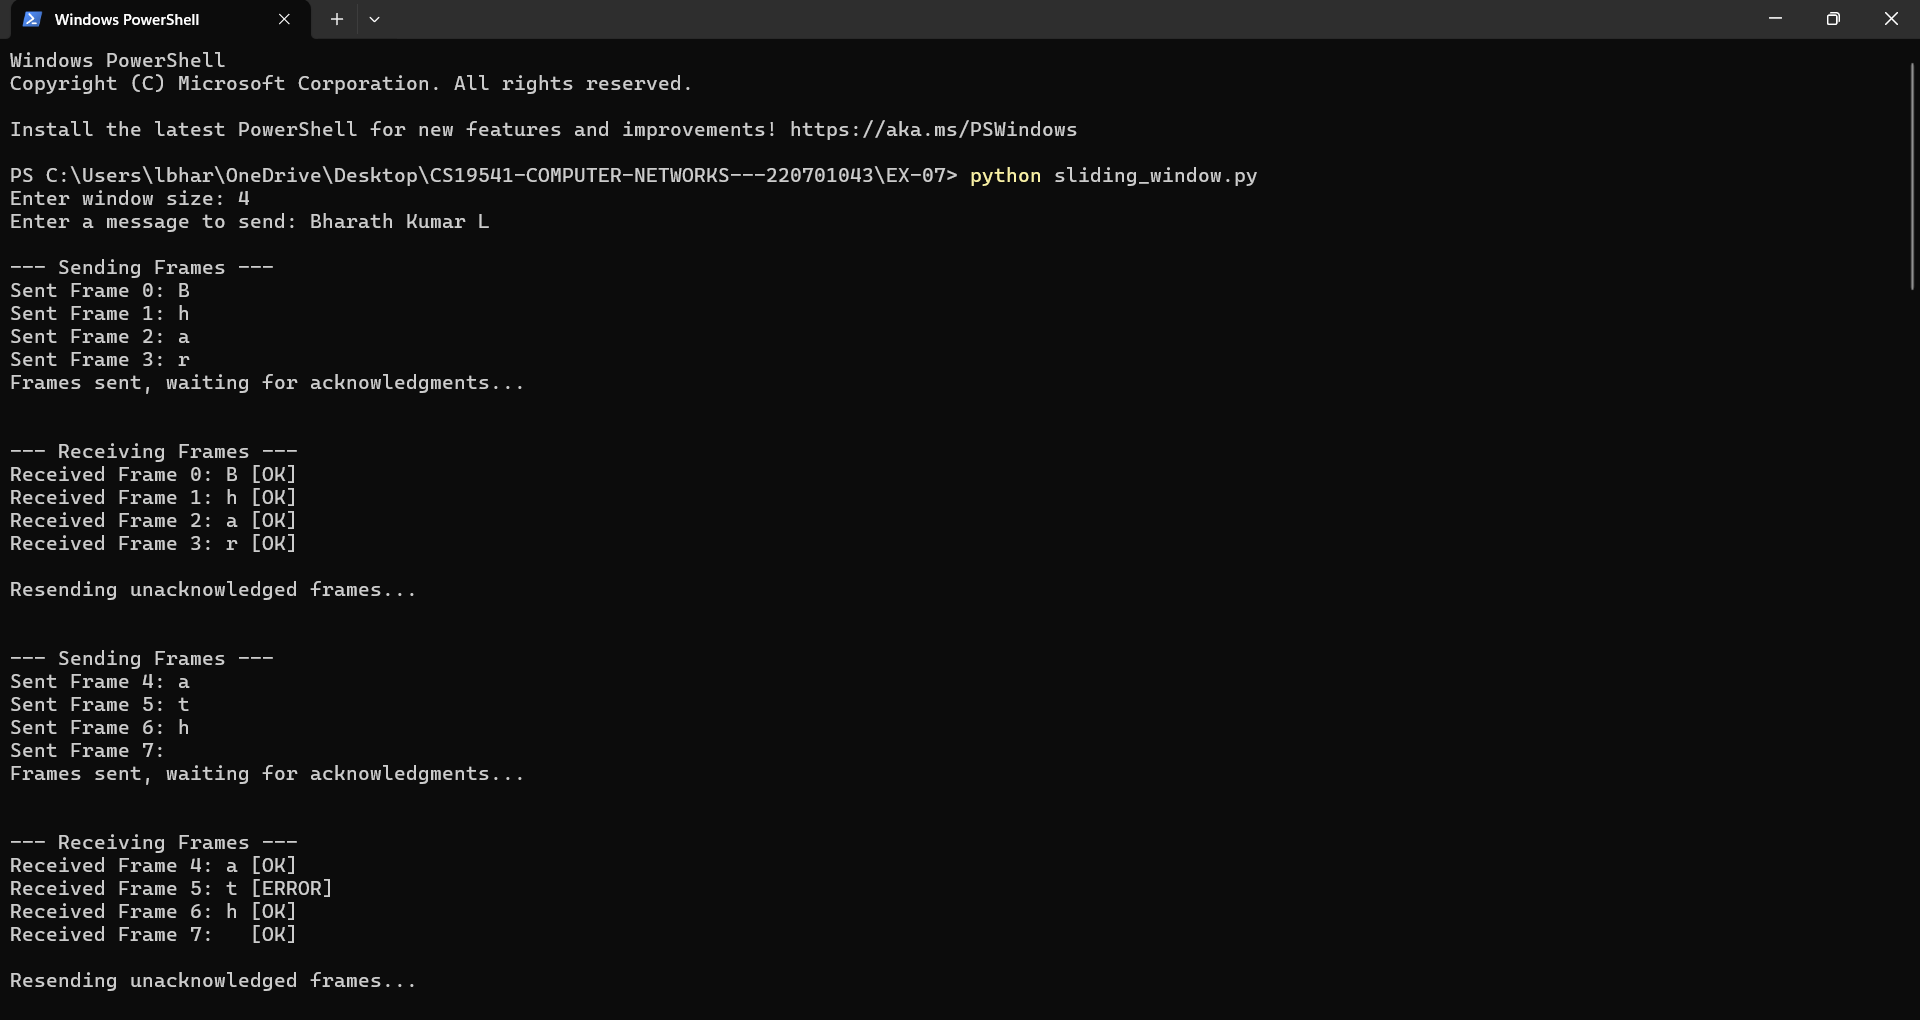 Windows PowerShell
Windows PowerShell
Copyright (C) Microsoft Corporation. All rights reserved.
Install the latest PowerShell for new features and improvements! https://aka.ms/PSWindows
PS C:\Users\lbhar\OneDrive\Desktop\CS19541-COMPUTER-NETWORKS---220701043\EX-07> python sliding_window.py
Enter window size: 4
Enter a message to send: Bharath Kumar L
--- Sending Frames ---
Sent Frame 0: B
Sent Frame 1: h
Sent Frame 2: a
Sent Frame 3: r
Frames sent, waiting for acknowledgments...
--- Receiving Frames ---
Received Frame 0: B [OK]
Received Frame 1: h [OK]
Received Frame 2: a [OK]
Received Frame 3: r [OK]
Resending unacknowledged frames...
--- Sending Frames ---
Sent Frame 4: a
Sent Frame 5: t
Sent Frame 6: h
Sent Frame 7:
Frames sent, waiting for acknowledgments...
--- Receiving Frames ---
Received Frame 4: a [OK]
Received Frame 5: t [ERROR]
Received Frame 6: h [OK]
Received Frame 7:   [OK]
Resending unacknowledged frames...